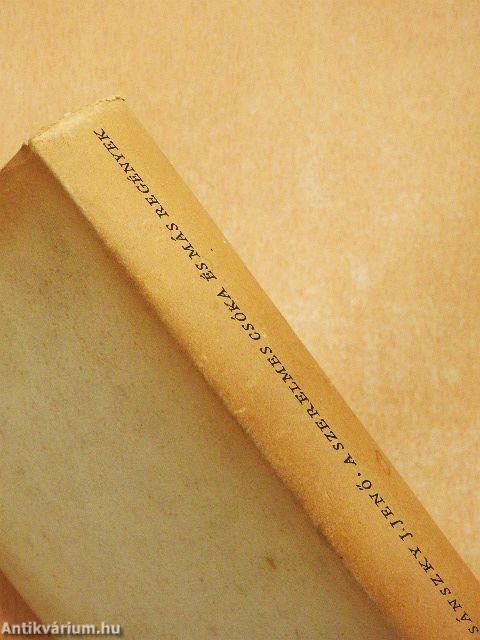 SÁNSZKY J. JENŐ. A SZERELMES CSÓKA ÉS MÁS REGÉNYEK
Antikvárium.hu